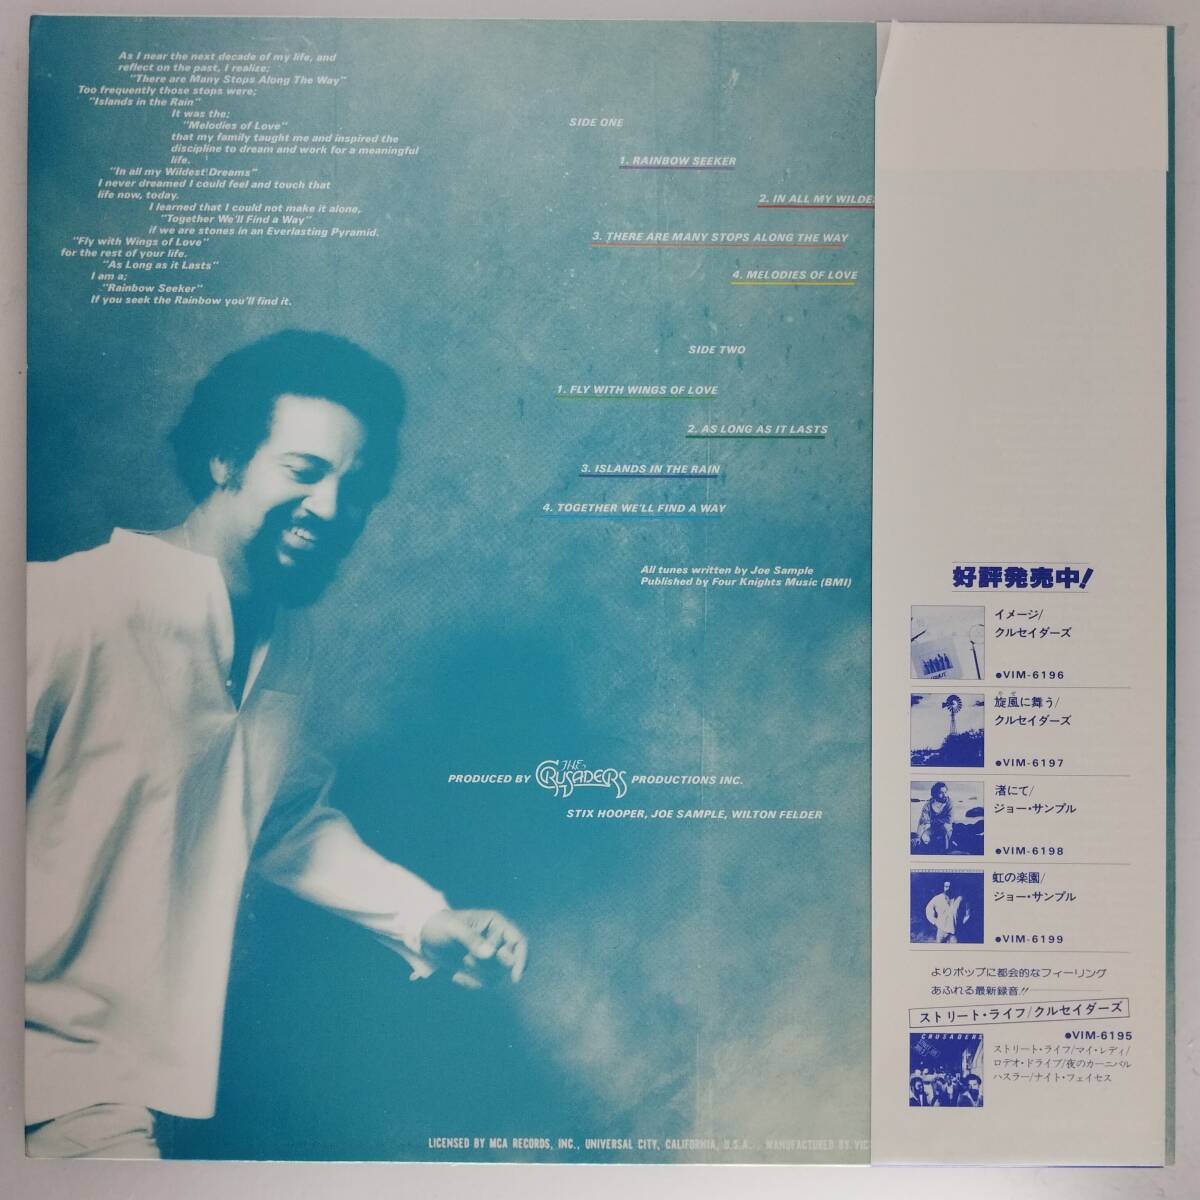 As I near the next decade of my life, and
reflect on the past, I realize;
"There are Many Stops Along The Way"
Too frequently those stops were;
"Islands in the Rain"
It was the;
"Melodies of Love"
that my family taught me and inspired the
discipline to dream and work for a meaningful
life.
"In all my Wildest Dreams"
I never dreamed I could feel and touch that
life now, today.
I learned that I could not make it alone,
"Together We'll Find a Way"
if we are stones in an Everlasting Pyramid.
"Fly with Wings of Love"
for the rest of your life.
"As Long as it Lasts"
I am a;
"Rainbow Seeker"
If you seek the Rainbow you'll find it.
SIDE ONE
1. RAINBOW SEEKER
2. IN ALL MY WILDE
3. THERE ARE MANY STOPS ALONG THE WAY
4. MELODIES OF LOVE
SIDE TWO
1. FLY WITH WINGS OF LOVE
2. AS LONG AS IT LASTS
3. ISLANDS IN THE RAIN
4. TOGETHER WE'LL FIND A WAY
All tunes written by Joe Sample
Published by Four Knights Music (BMI)
PRODUCED BY THE CRUSADERS PRODUCTIONS INC.
STIX HOOPER, JOE SAMPLE, WILTON FELDER
LICENSED BY MCA RECORDS, INC., UNIVERSAL CITY, CALIFORNIA, U.S.A., MANUFACTURED BY VIC
好評発売中!
イメージ/
クルセイダーズ
●VIM-6196
旋風に舞う/
クルセイダーズ
●VIM-6197
渚にて/
ジョー・サンプル
●VIM-6198
虹の楽園/
ジョー・サンプル
●VIM-6199
よりポップに都会的なフィーリング
あふれる最新録音!!
ストリート・ライフ/クルセイダーズ
●VIM-6195
CRUSADERS
ストリート・ライフ/マイ・レディ/
ロデオ・ドライブ/夜のカーニバル
ハスラー/ナイト・フェイセス